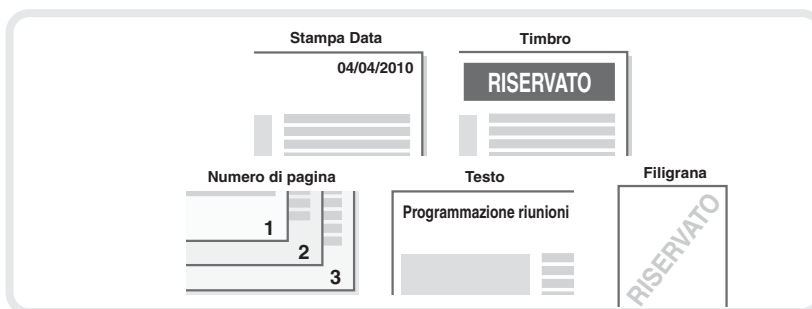 Stampa Data
04/04/2010
Timbro
RISERVATO
Numero di pagina
1
2
3
Testo
Programmazione riunioni
Filigrana
RISERVATO